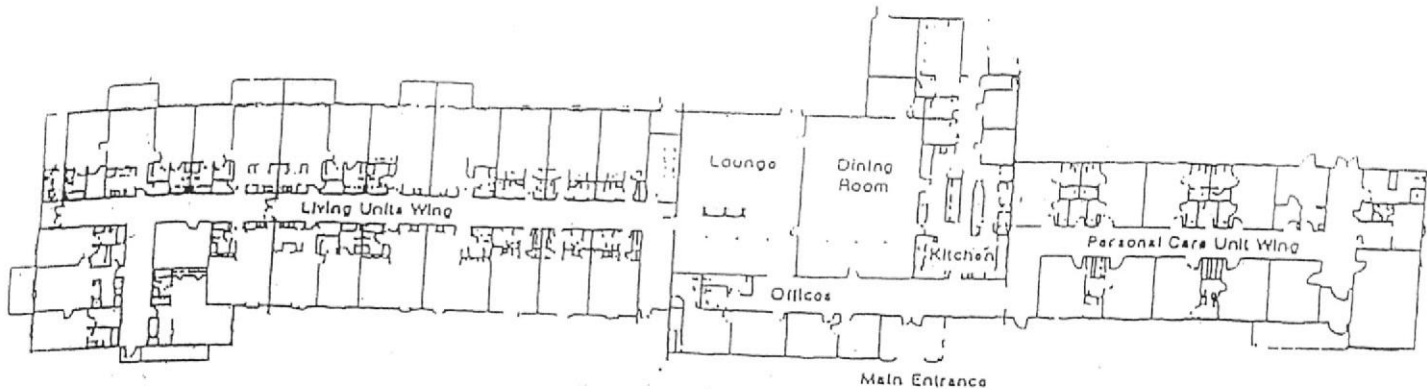 Lounge
Dining
Room
Living Units Wing
Kitchen
Personal Care Unit Wing
Offices
Main Entrance